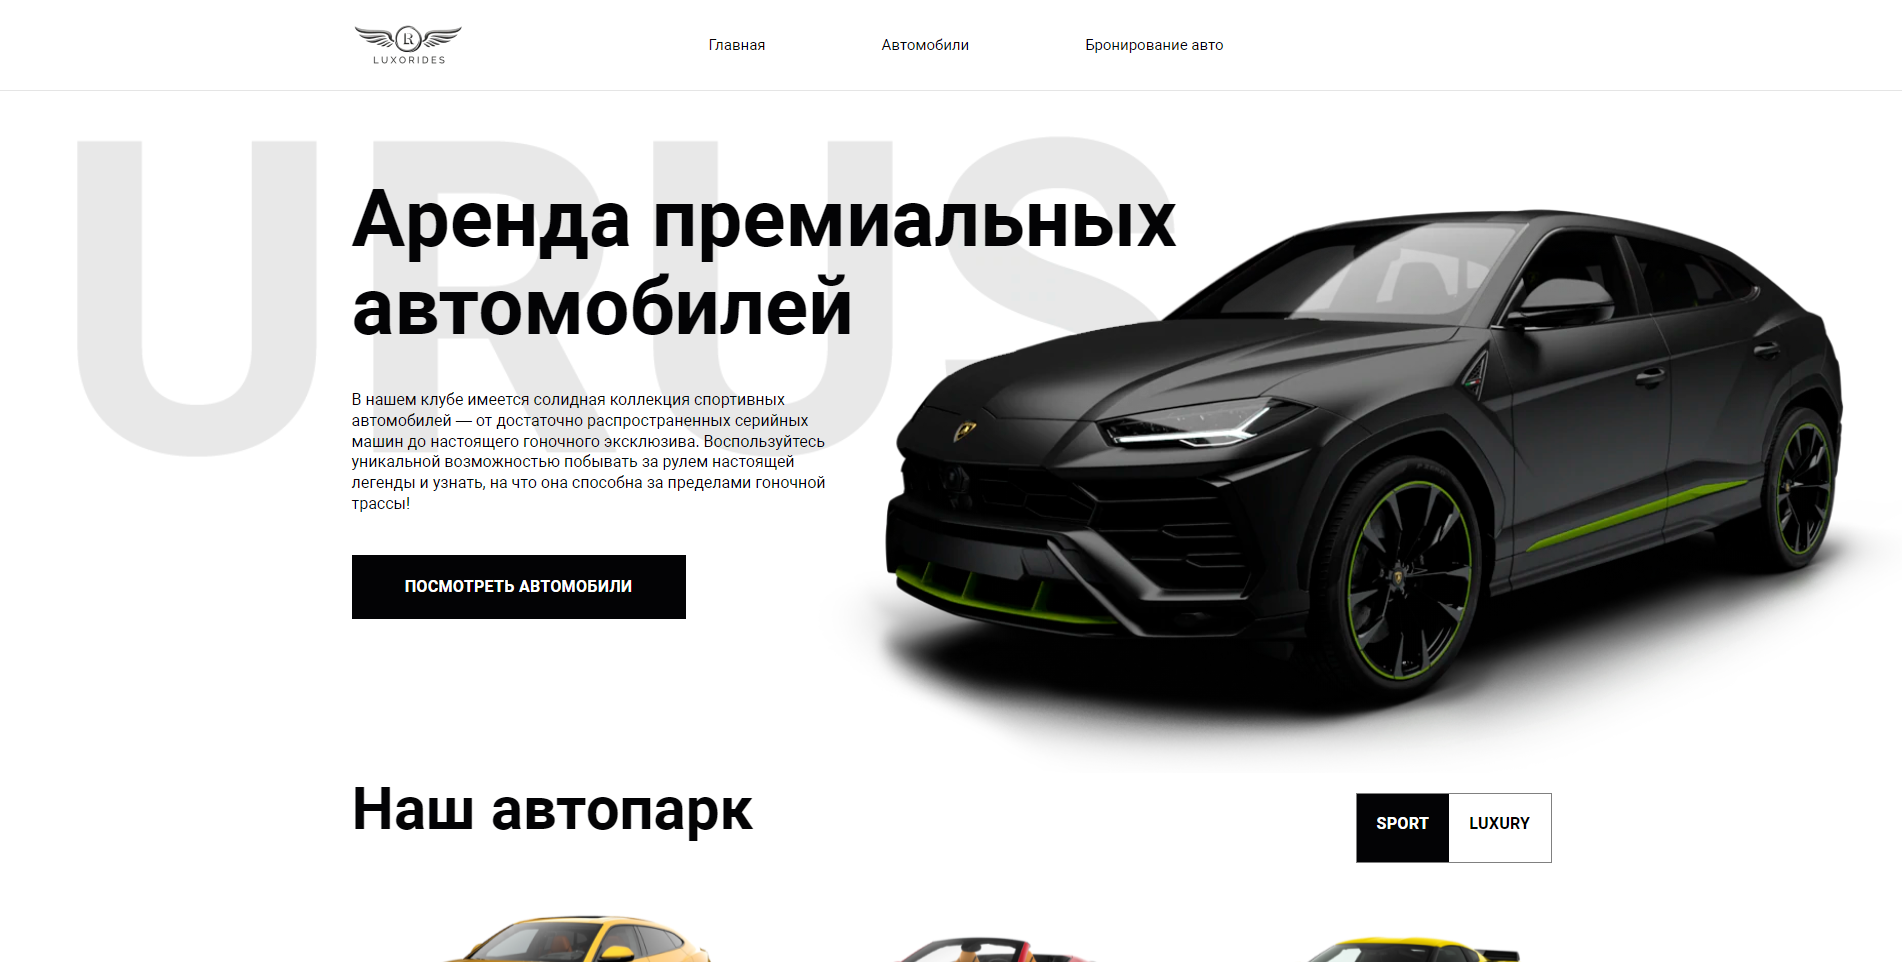 LUXORIDES
Главная
Автомобили
Бронирование авто
URUS
Аренда премиальных
автомобилей
В нашем клубе имеется солидная коллекция спортивных
автомобилей — от достаточно распространенных серийных
машин до настоящего гоночного эксклюзива. Воспользуйтесь
уникальной возможностью побывать за рулем настоящей
легенды и узнать, на что она способна за пределами гоночной
трассы!
ПОСМОТРЕТЬ АВТОМОБИЛИ
Наш автопарк
SPORT
LUXURY